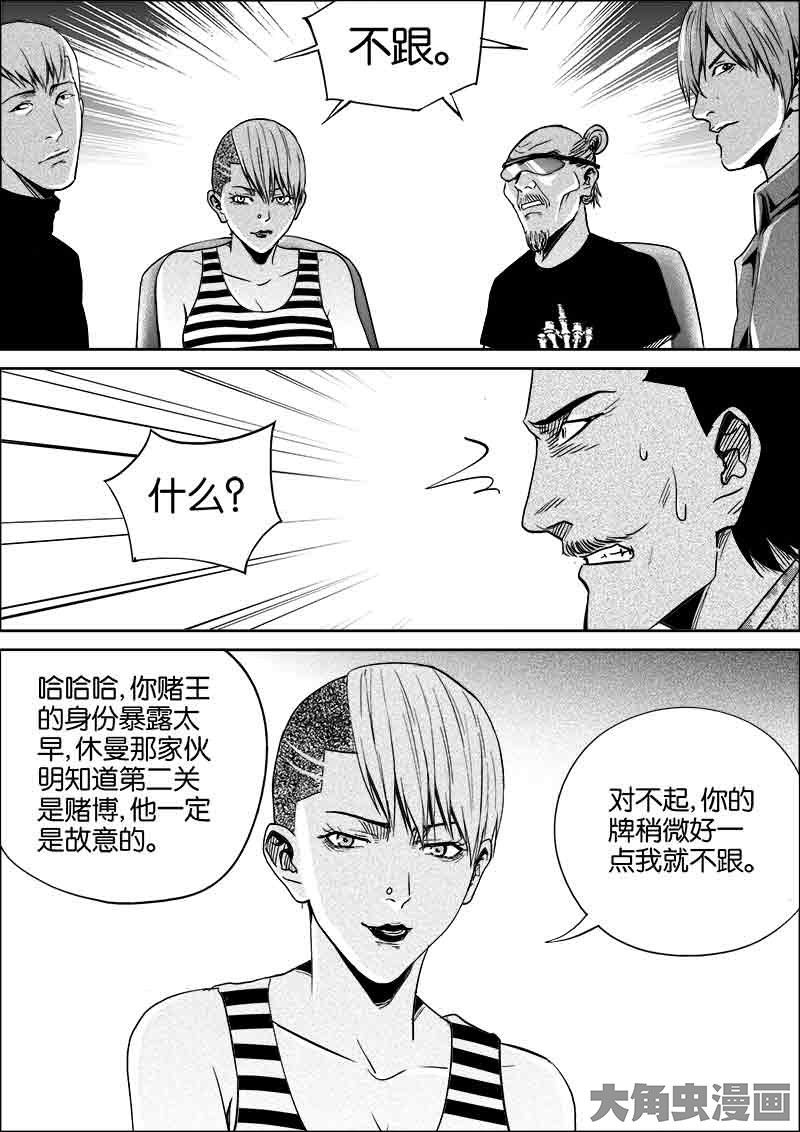 不跟。
什么?
哈哈哈,你赌王
的身份暴露太
早,休曼那家伙
明知道第二关
是赌博,他一定
是故意的。
对不起,你的
牌稍微好一
点我就不跟。
大角虫漫画